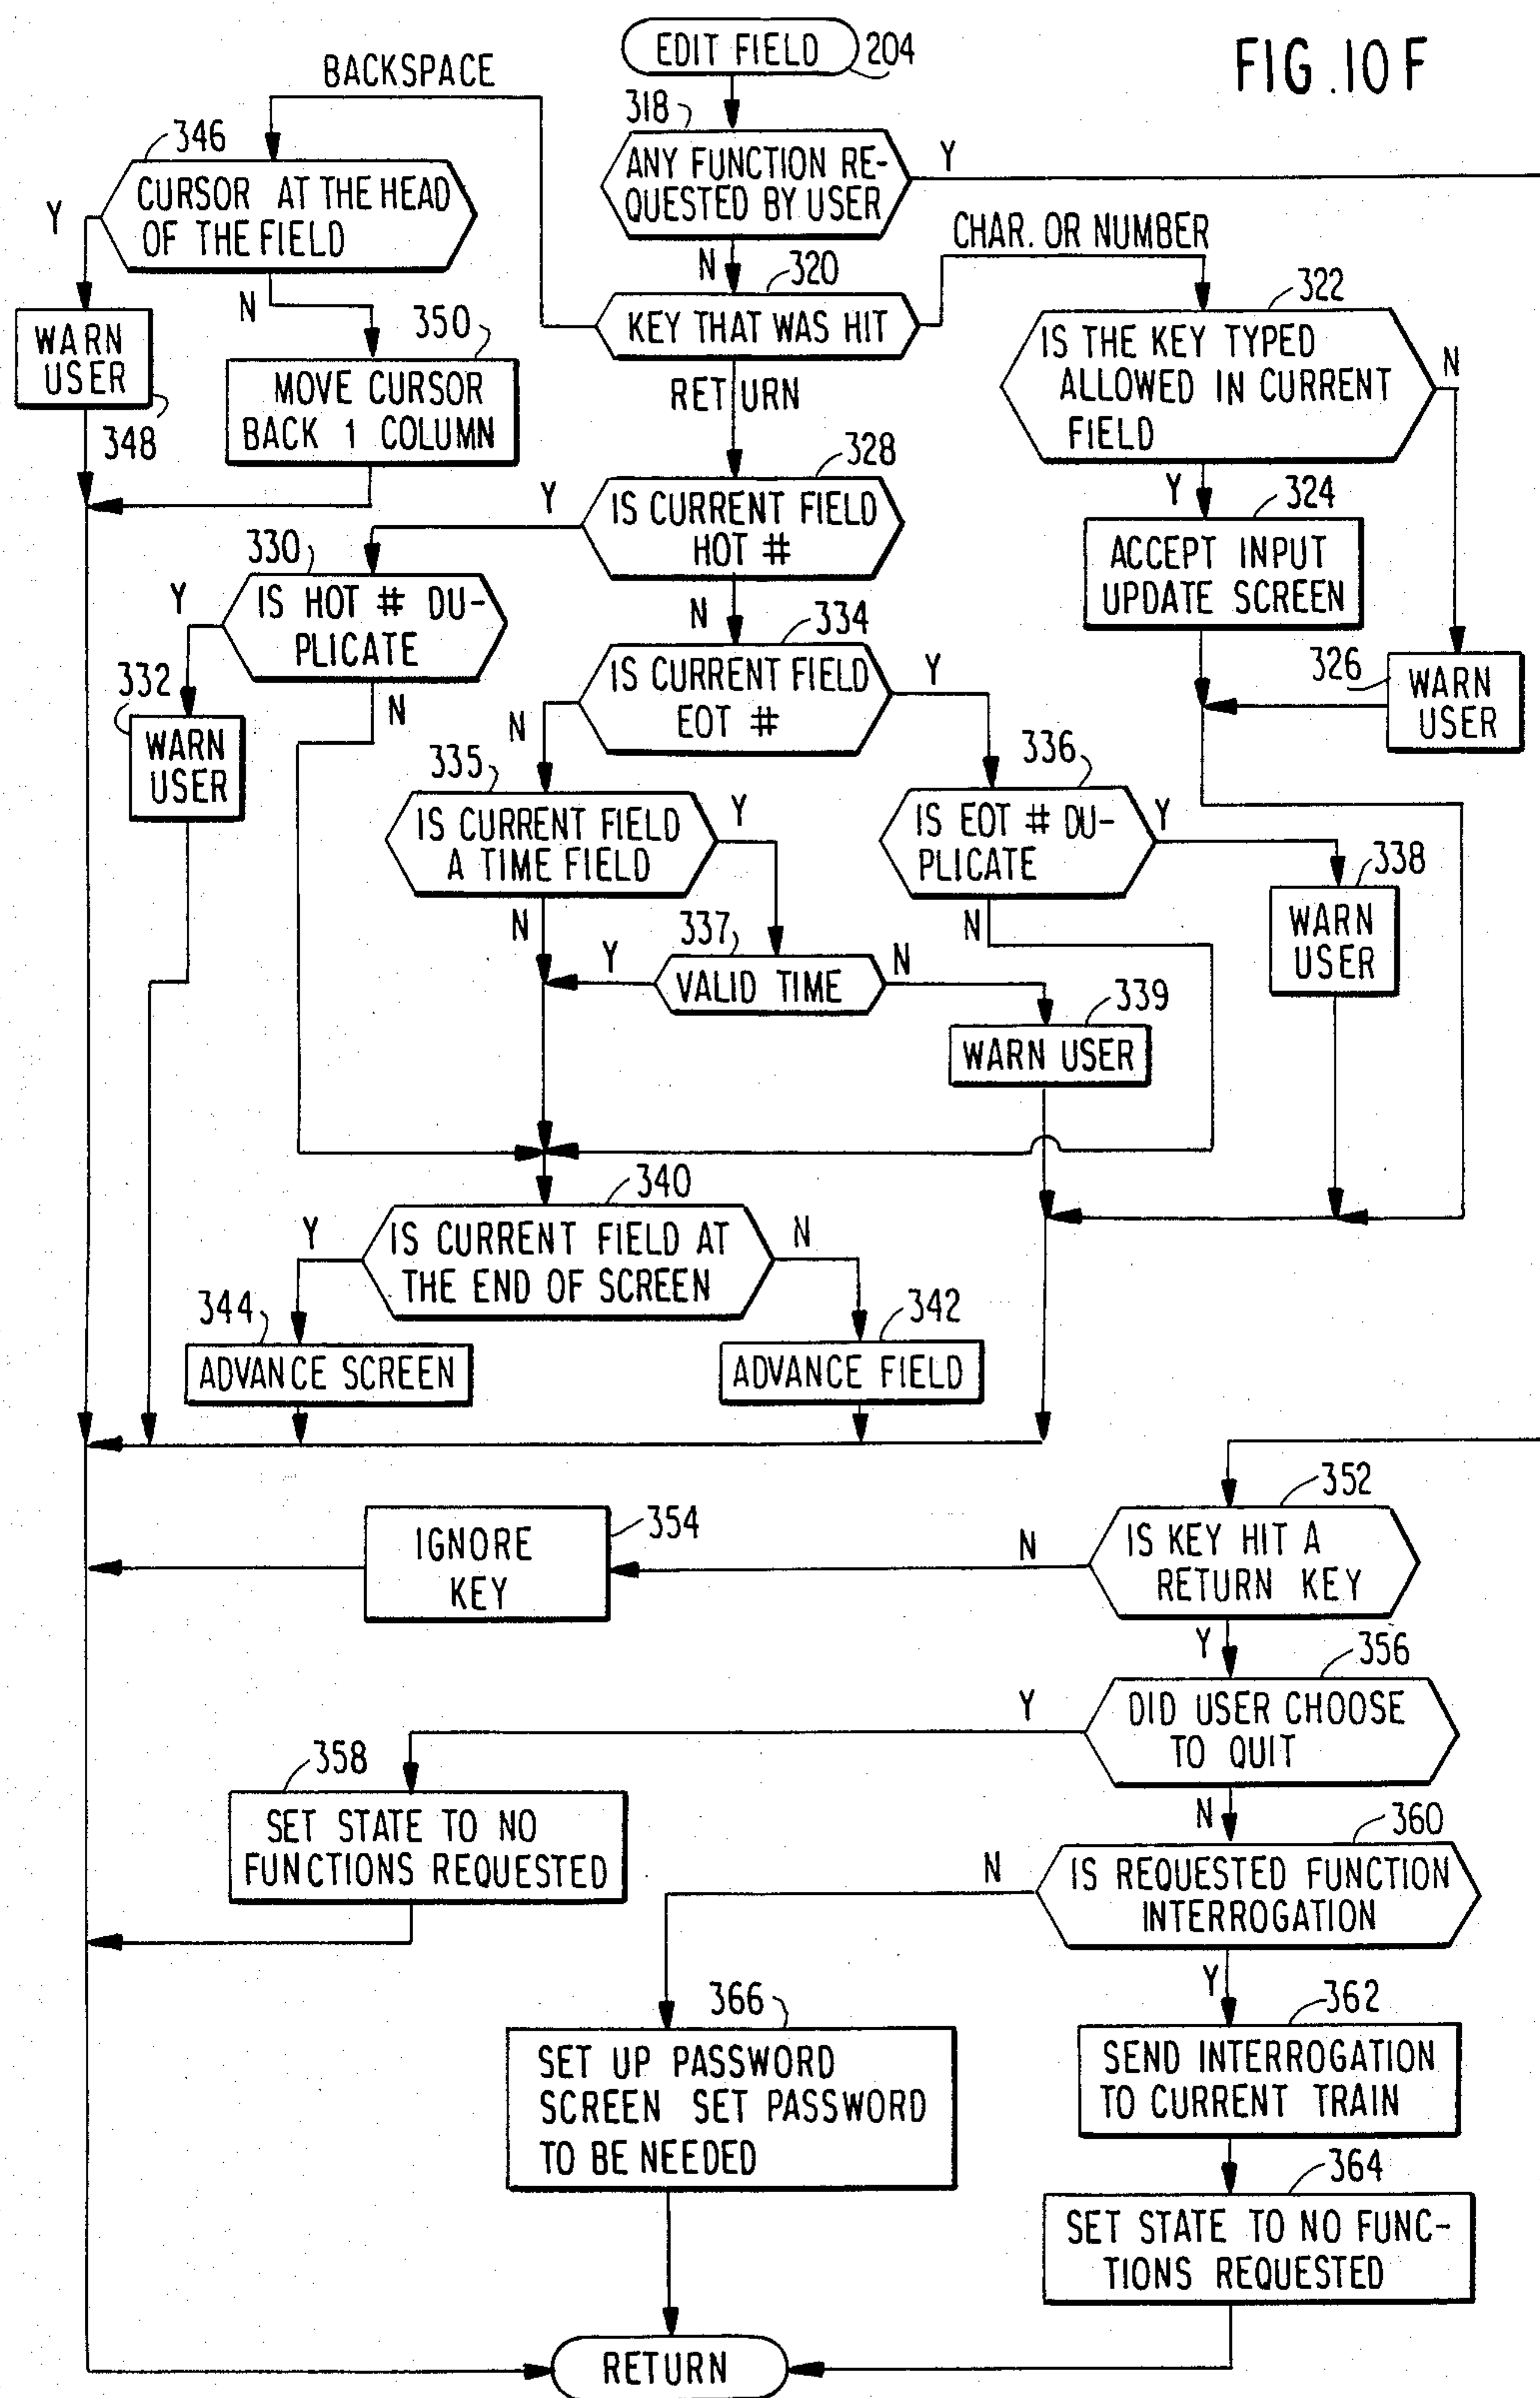 FIG. 10 F
EDIT FIELD
204
BACKSPACE
318
ANY FUNCTION RE-
QUESTED BY USER
Y
N
346
CURSOR AT THE HEAD
OF THE FIELD
Y
N
320
KEY THAT WAS HIT
CHAR. OR NUMBER
RETURN
322
IS THE KEY TYPED
ALLOWED IN CURRENT
FIELD
N
Y
WARN
USER
348
350
MOVE CURSOR
BACK 1 COLUMN
328
IS CURRENT FIELD
HOT #
Y
N
324
ACCEPT INPUT
UPDATE SCREEN
326
WARN
USER
330
IS HOT # DU-
PLICATE
Y
N
332
WARN
USER
334
IS CURRENT FIELD
EOT #
Y
N
335
IS CURRENT FIELD
A TIME FIELD
Y
N
336
IS EOT # DU-
PLICATE
Y
N
338
WARN
USER
337
VALID TIME
Y
N
339
WARN USER
340
IS CURRENT FIELD AT
THE END OF SCREEN
Y
N
344
ADVANCE SCREEN
342
ADVANCE FIELD
352
IS KEY HIT A
RETURN KEY
N
Y
354
IGNORE
KEY
356
DID USER CHOOSE
TO QUIT
Y
N
358
SET STATE TO NO
FUNCTIONS REQUESTED
360
IS REQUESTED FUNCTION
INTERROGATION
N
Y
366
SET UP PASSWORD
SCREEN SET PASSWORD
TO BE NEEDED
362
SEND INTERROGATION
TO CURRENT TRAIN
364
SET STATE TO NO FUNC-
TIONS REQUESTED
RETURN